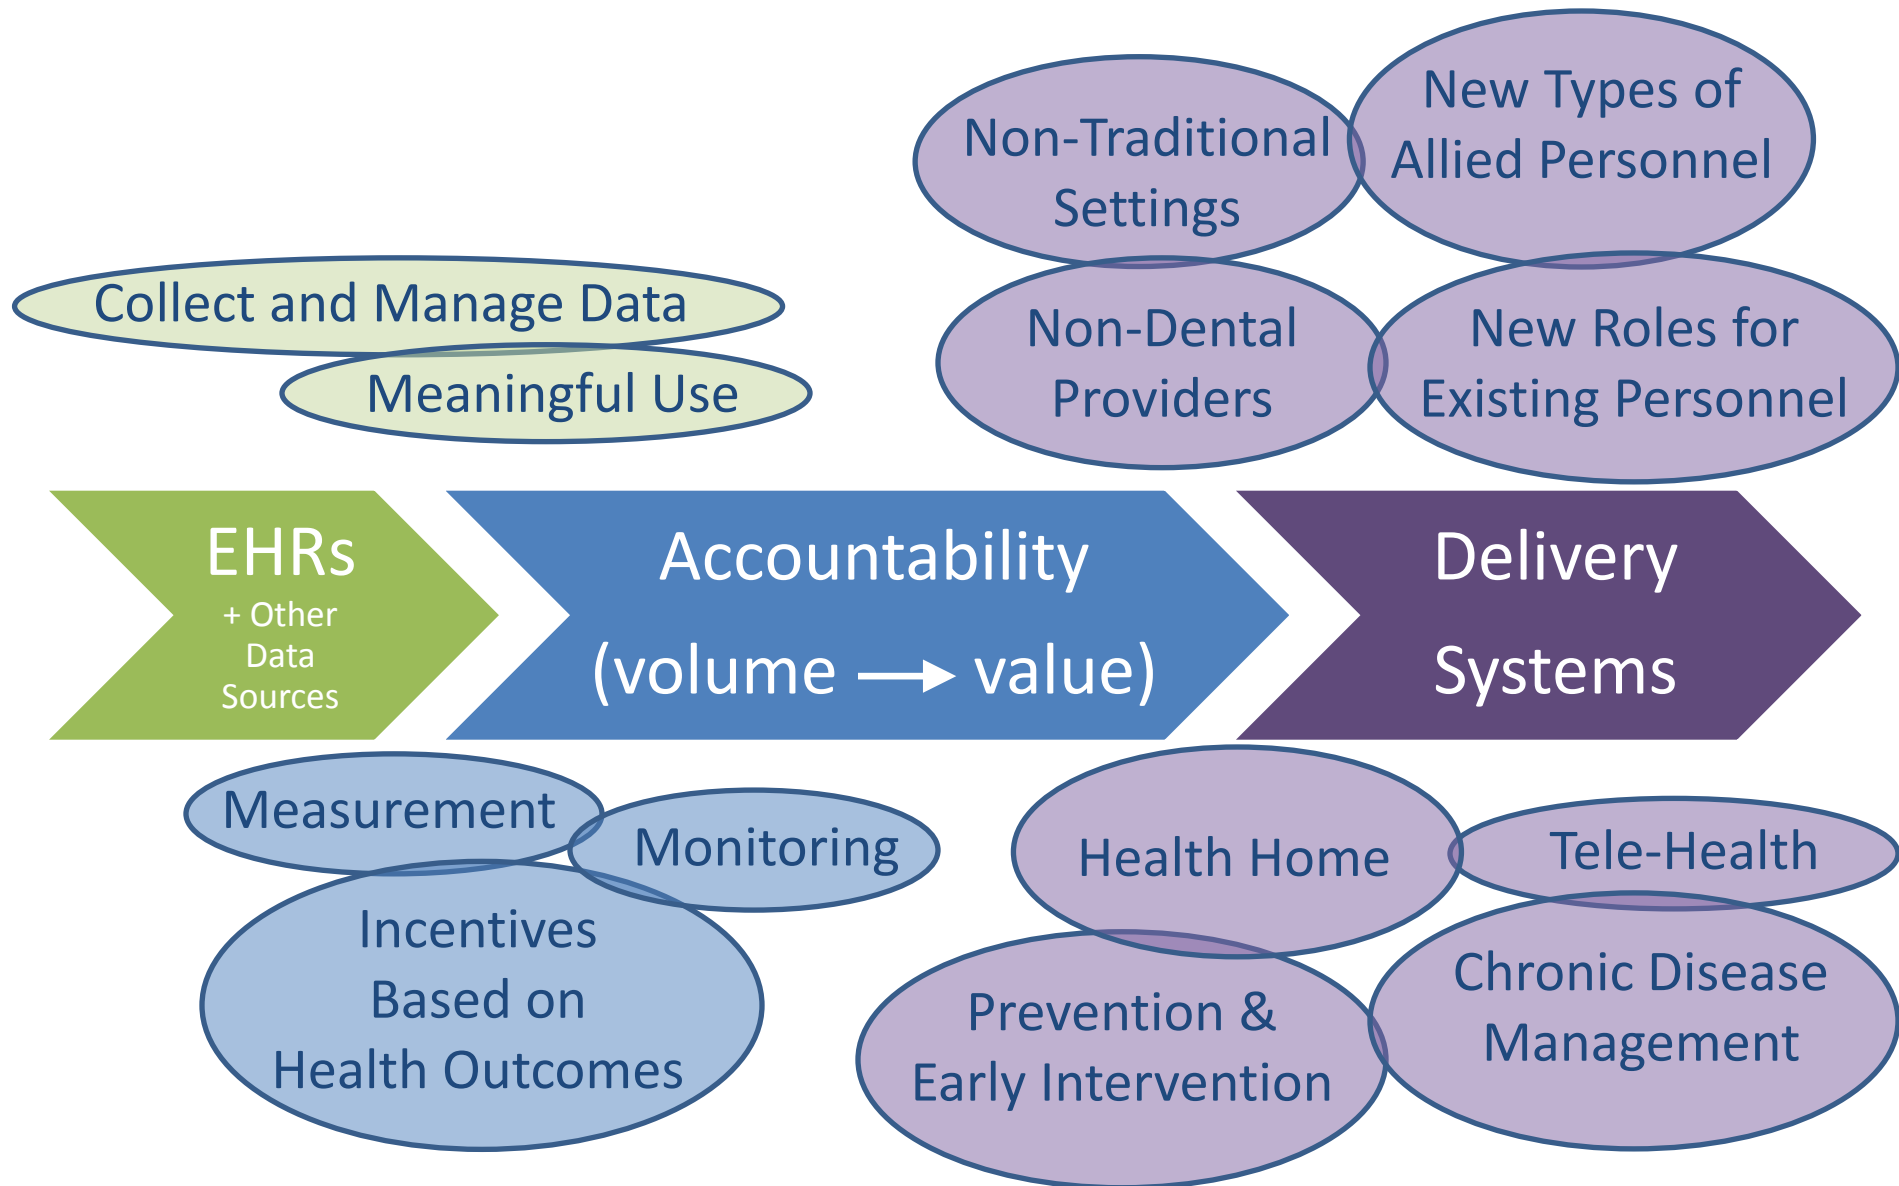 Non-Traditional
Settings
New Types of
Allied Personnel
Collect and Manage Data
Meaningful Use
Non-Dental
Providers
New Roles for
Existing Personnel
EHRs
+ Other
Data
Sources
Accountability
(volume → value)
Delivery
Systems
Measurement
Monitoring
Incentives
Based on
Health Outcomes
Health Home
Tele-Health
Prevention &
Early Intervention
Chronic Disease
Management